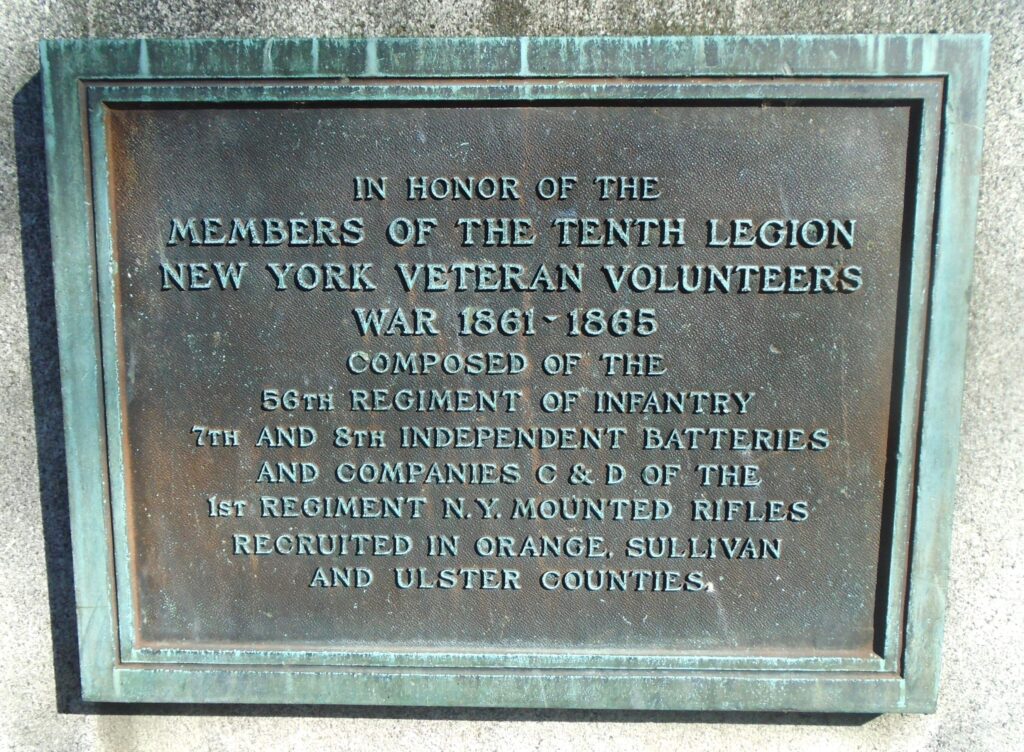 IN HONOR OF THE
MEMBERS OF THE TENTH LEGION
NEW YORK VETERAN VOLUNTEERS
WAR 1861-1865
COMPOSED OF THE
56TH REGIMENT OF INFANTRY
7TH AND 8TH INDEPENDENT BATTERIES
AND COMPANIES C & D OF THE
1ST REGIMENT N.Y. MOUNTED RIFLES
RECRUITED IN ORANGE, SULLIVAN
AND ULSTER COUNTIES.